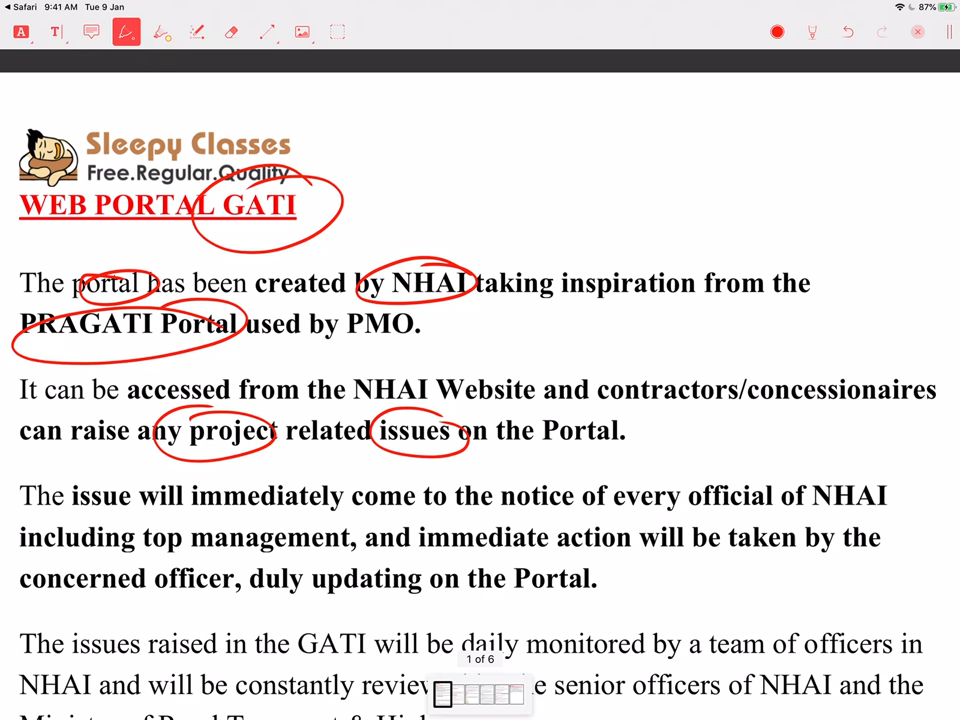 Safari 9:41 AM Tue 9 Jan 87%
A T
Sleepy Classes
Free.Regular.Quality
WEB PORTAL GATI
The portal has been created by NHAI taking inspiration from the
PRAGATI Portal used by PMO.
It can be accessed from the NHAI Website and contractors/concessionaires
can raise any project related issues on the Portal.
The issue will immediately come to the notice of every official of NHAI
including top management, and immediate action will be taken by the
concerned officer, duly updating on the Portal.
The issues raised in the GATI will be daily monitored by a team of officers in
1 of 6
NHAI and will be constantly senior officers of NHAI and the